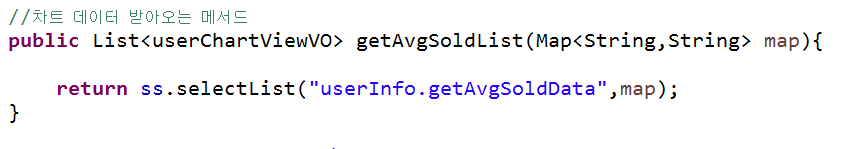 //차트 데이터 받아오는 메서드
public List<userChartViewVO> getAvgSoldList(Map<String,String> map){
return ss.selectList("userInfo.getAvgSoldData",map);
}